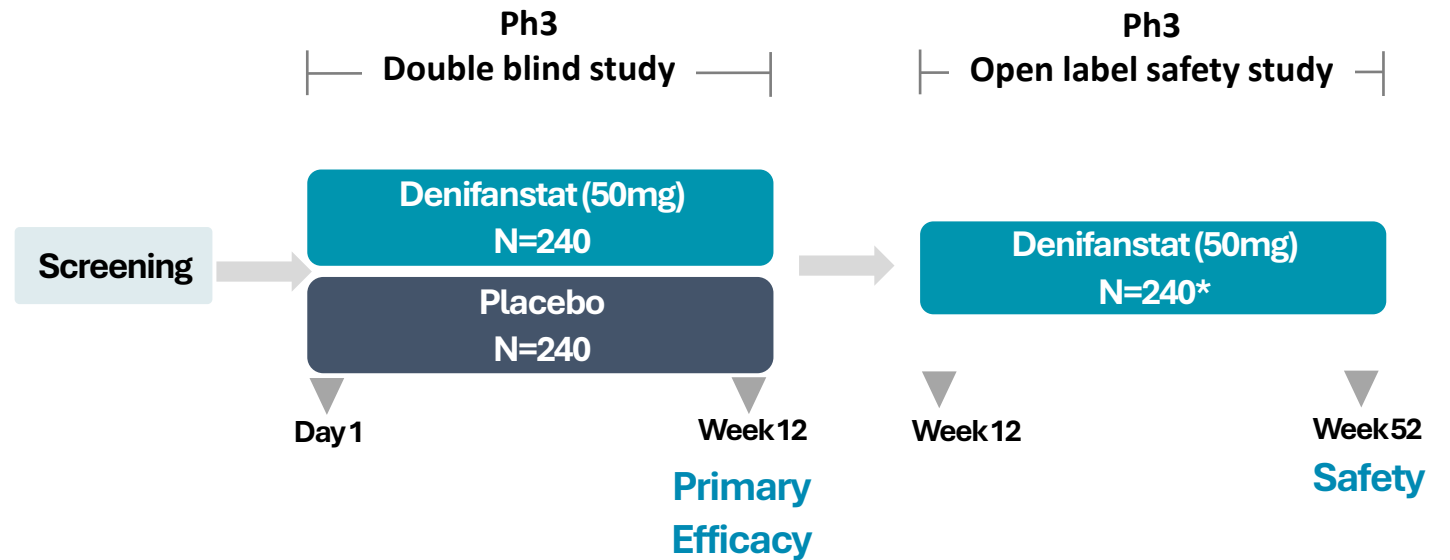 Ph3
Double blind study
Ph3
Open label safety study
Screening
Denifanstat (50mg)
N=240
Placebo
N=240
Denifanstat (50mg)
N=240*
Day 1
Week 12
Primary
Efficacy
Week 12
Week 52
Safety